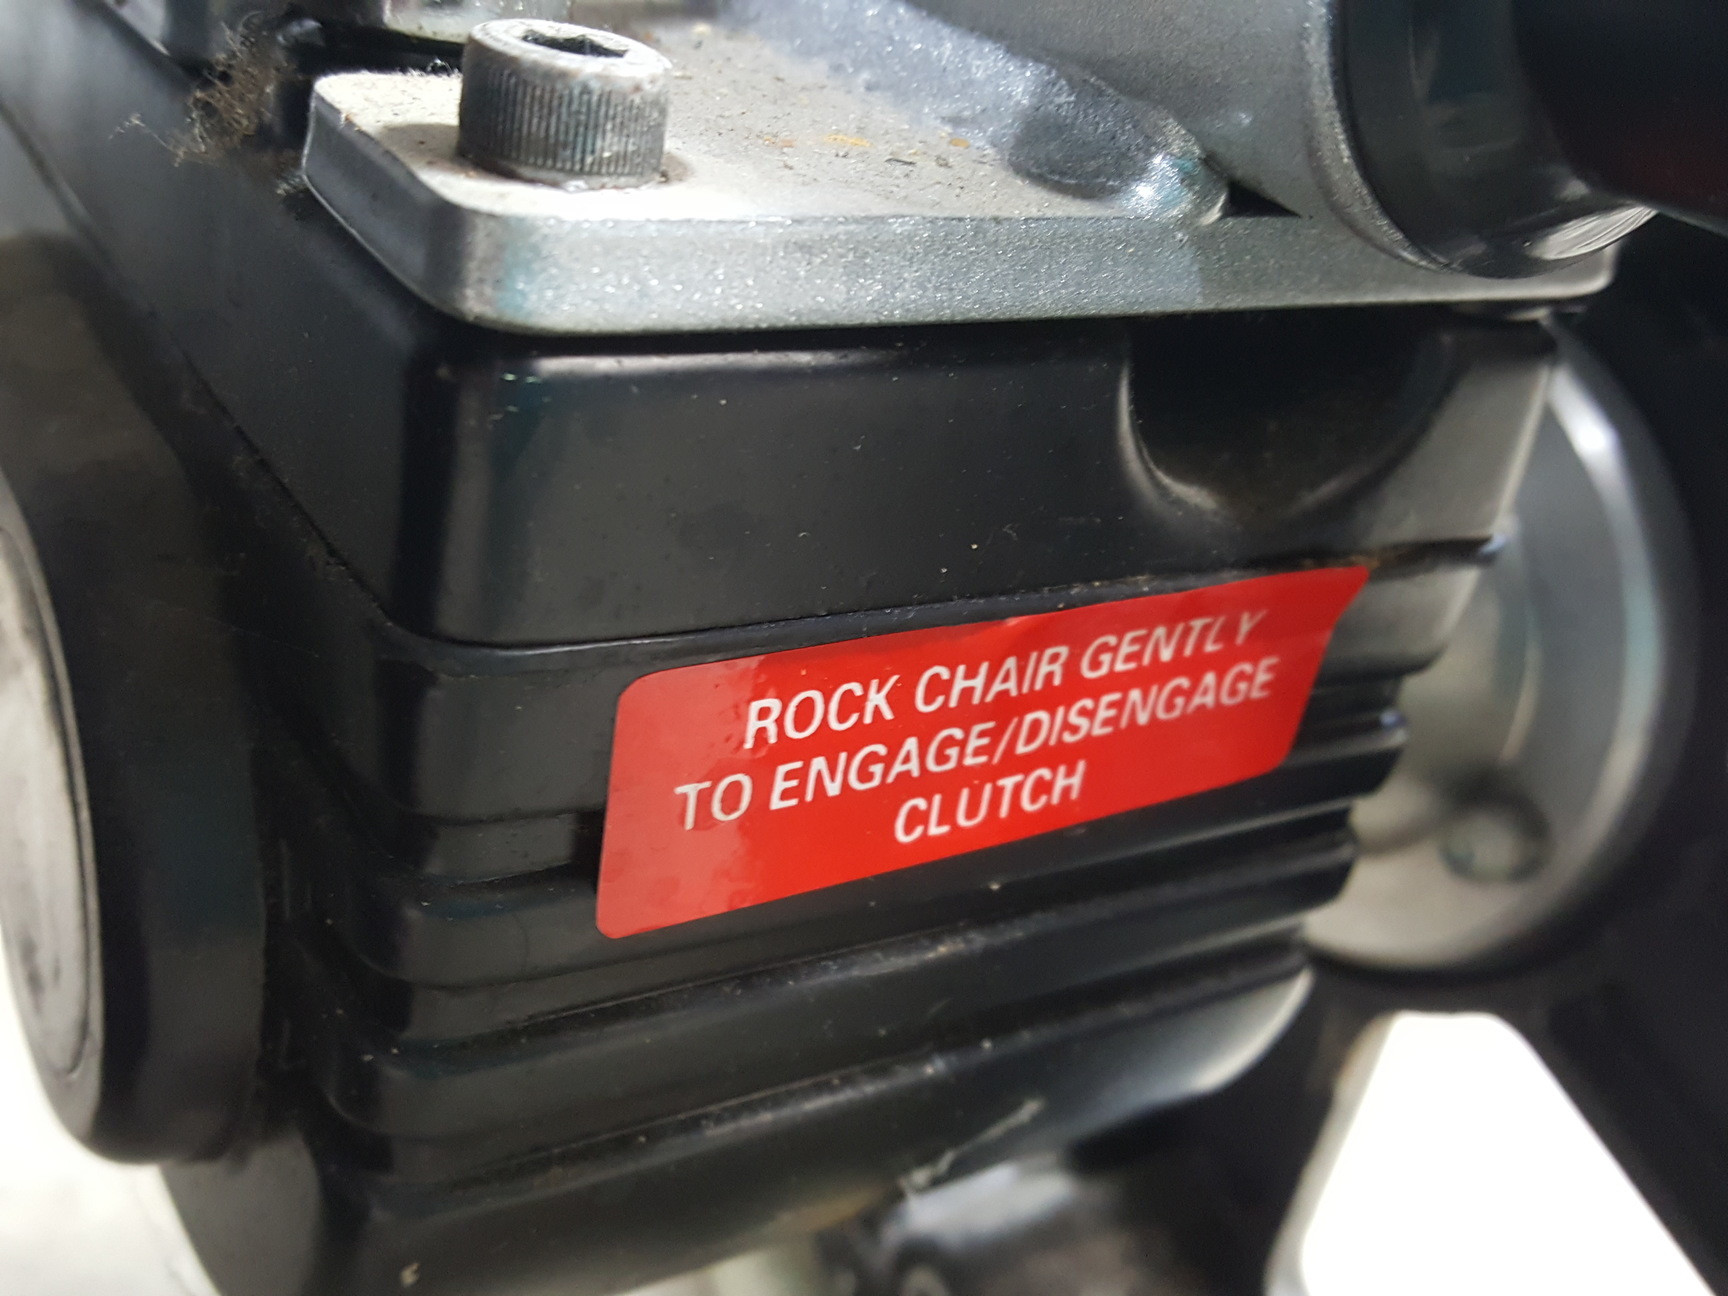 ROCK CHAIR GENTLY
TO ENGAGE/DISENGAGE
CLUTCH